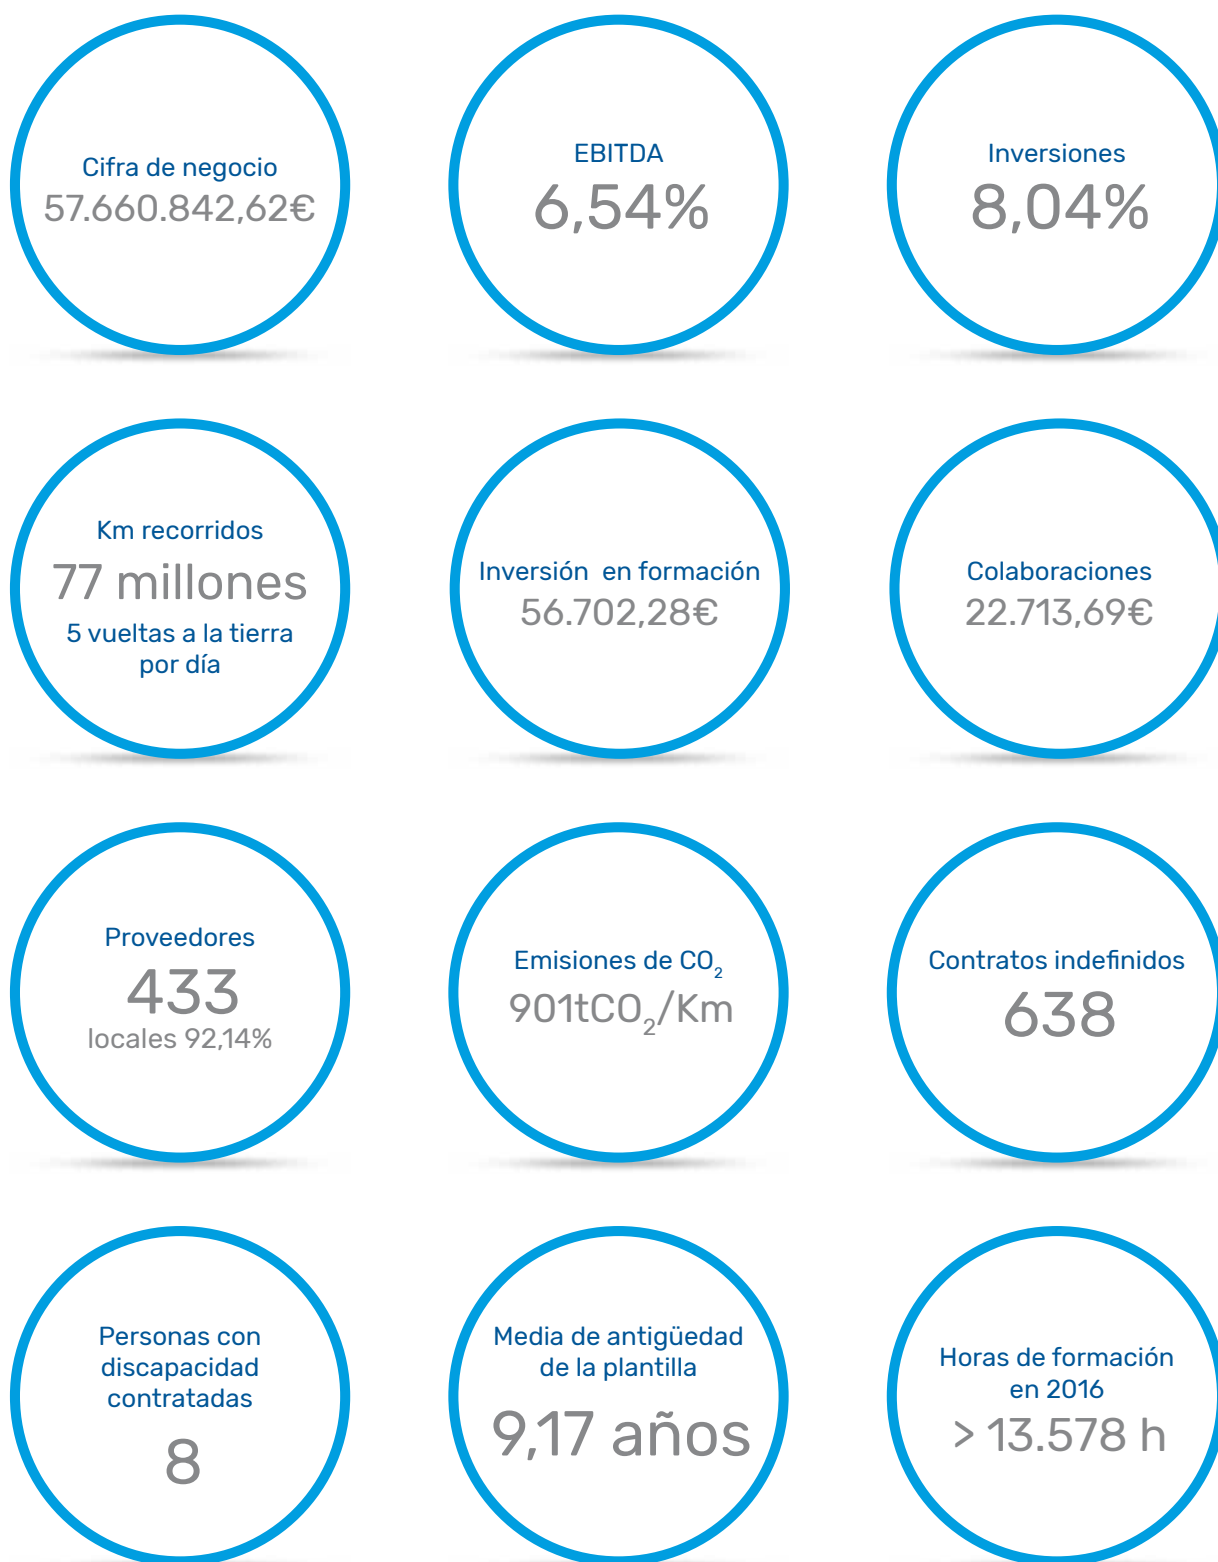 Cifra de negocio
57.660.842,62€
EBITDA
6,54%
Inversiones
8,04%
Km recorridos
77 millones
5 vueltas a la tierra
por día
Inversión en formación
56.702,28€
Colaboraciones
22.713,69€
Proveedores
433
locales 92,14%
Emisiones de CO₂
901tCO₂/Km
Contratos indefinidos
638
Personas con
discapacidad
contratadas
8
Media de antigüedad
de la plantilla
9,17 años
Horas de formación
en 2016
> 13.578 h